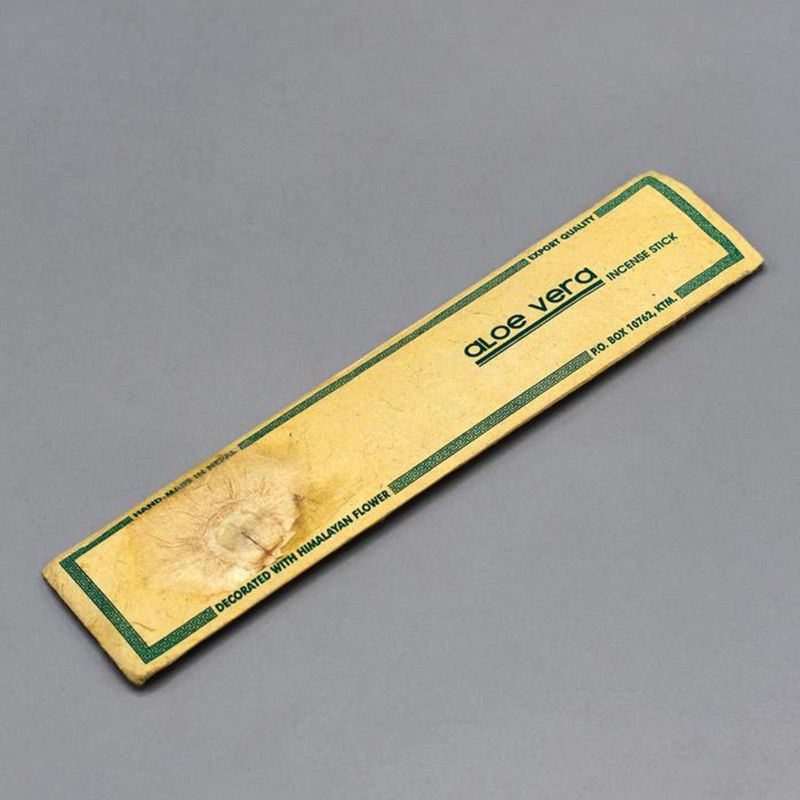 EXPORT QUALITY
aLoe vera INCENSE STICK
P.O. BOX 10762, KTM.
HAND-MADE IN NEPAL
DECORATED WITH HIMALAYAN FLOWER